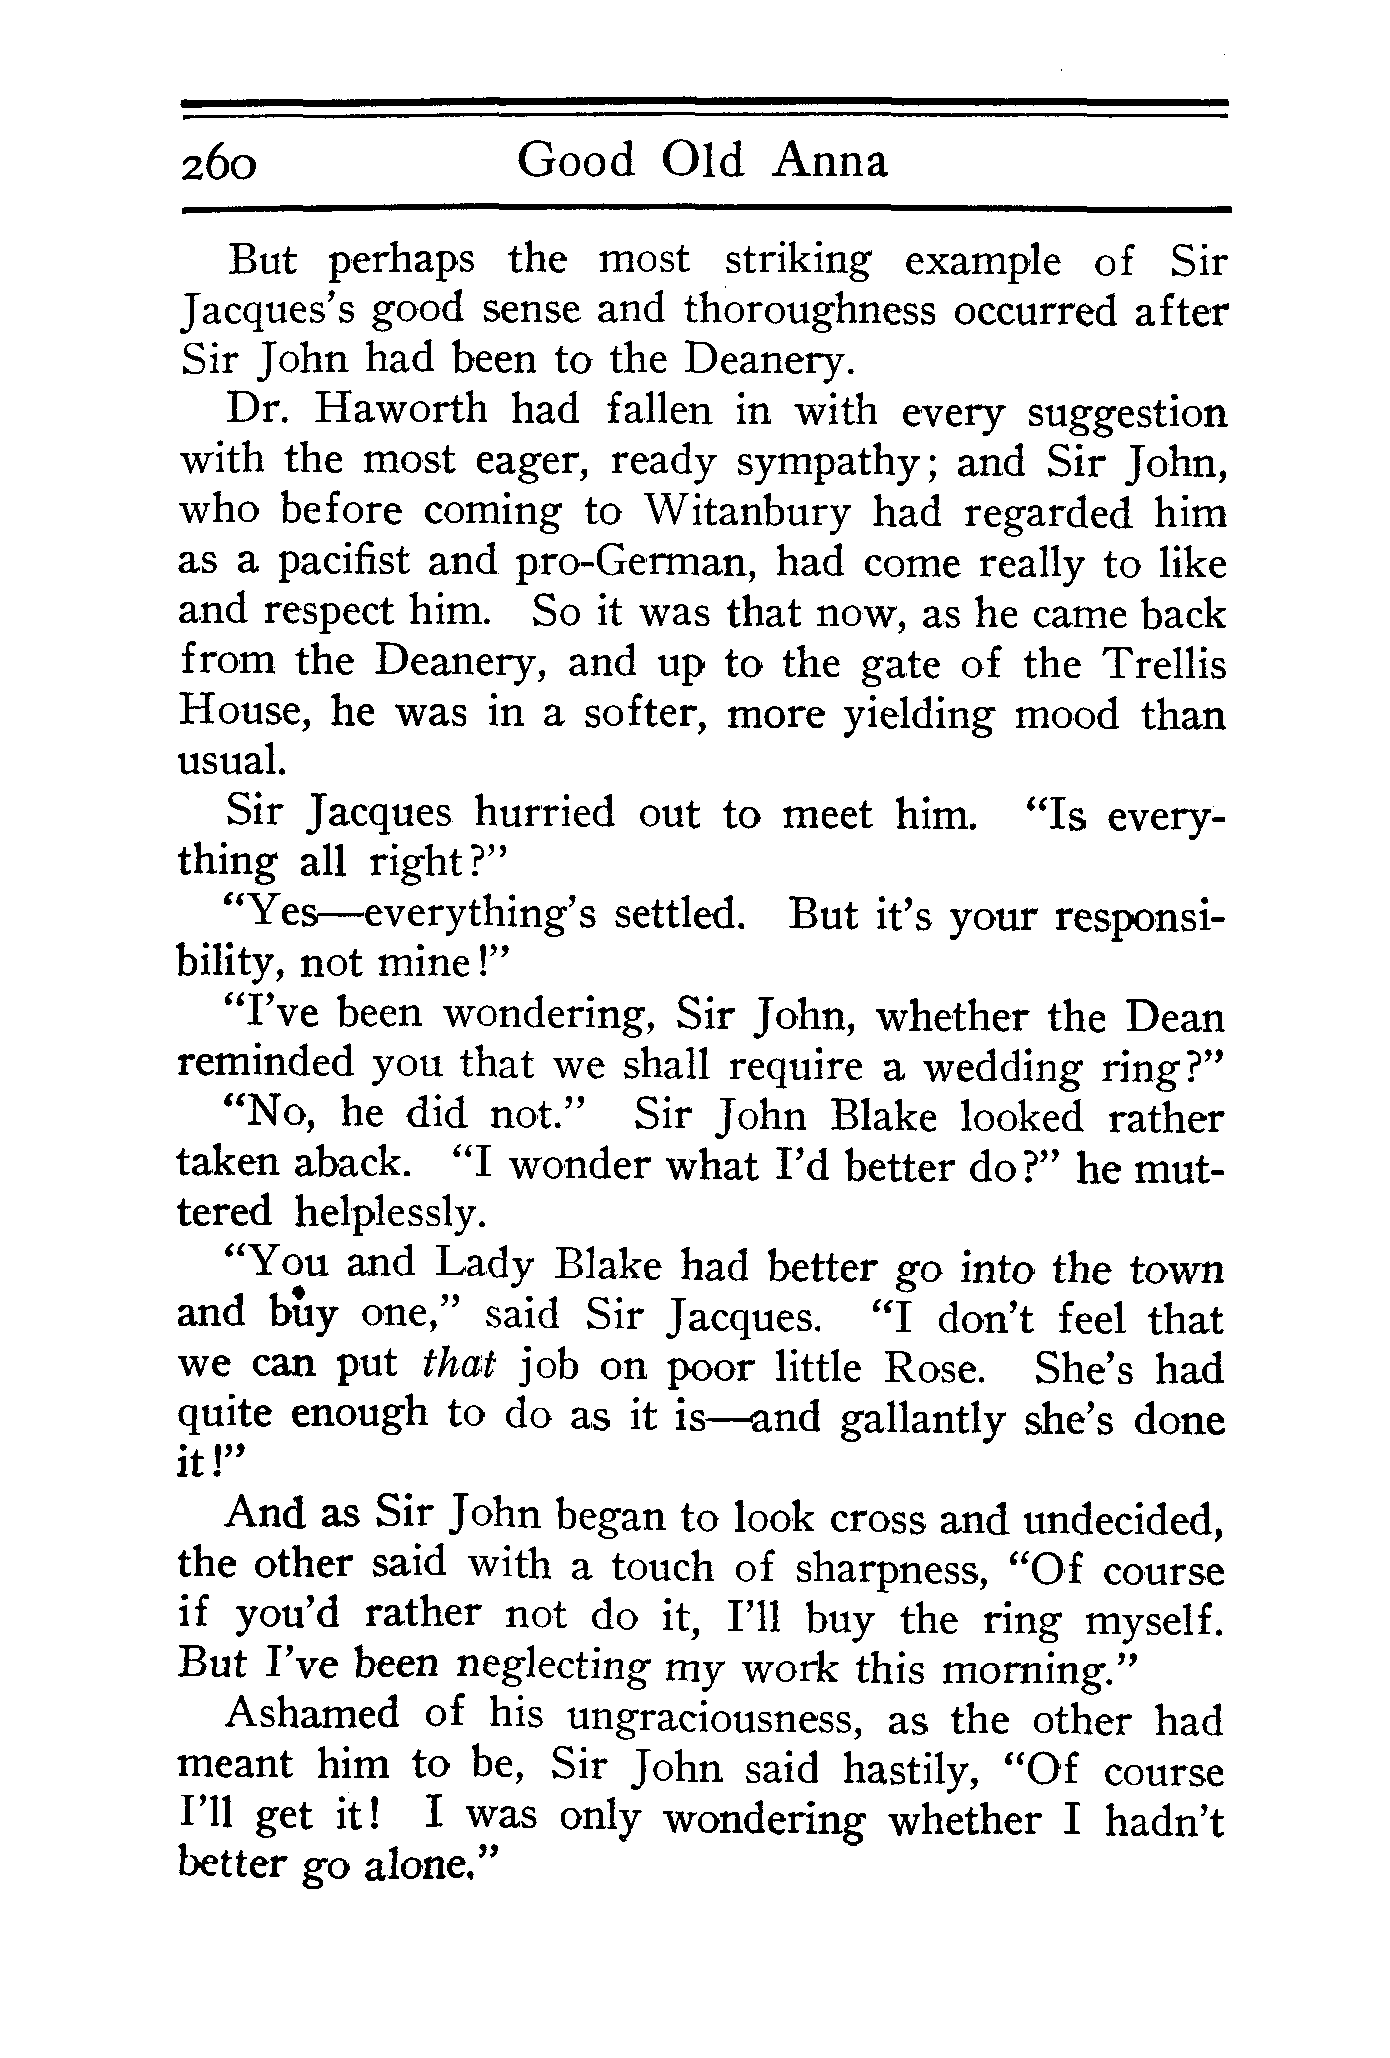 260 Good Old Anna
But perhaps the most striking example of Sir
Jacques's good sense and thoroughness occurred after
Sir John had been to the Deanery.
Dr. Haworth had fallen in with every suggestion
with the most eager, ready sympathy; and Sir John,
who before coming to Witanbury had regarded him
as a pacifist and pro-German, had come really to like
and respect him. So it was that now, as he came back
from the Deanery, and up to the gate of the Trellis
House, he was in a softer, more yielding mood than
usual.
Sir Jacques hurried out to meet him. "Is every-
thing all right?"
"Yes—everything's settled. But it's your responsi-
bility, not mine!"
"I've been wondering, Sir John, whether the Dean
reminded you that we shall require a wedding ring?"
"No, he did not." Sir John Blake looked rather
taken aback. "I wonder what I'd better do?" he mut-
tered helplessly.
"You and Lady Blake had better go into the town
and buy one," said Sir Jacques. "I don't feel that
we can put that job on poor little Rose. She's had
quite enough to do as it is—and gallantly she's done
it!"
And as Sir John began to look cross and undecided,
the other said with a touch of sharpness, "Of course
if you'd rather not do it, I'll buy the ring myself.
But I've been neglecting my work this morning."
Ashamed of his ungraciousness, as the other had
meant him to be, Sir John said hastily, "Of course
I'll get it! I was only wondering whether I hadn't
better go alone."